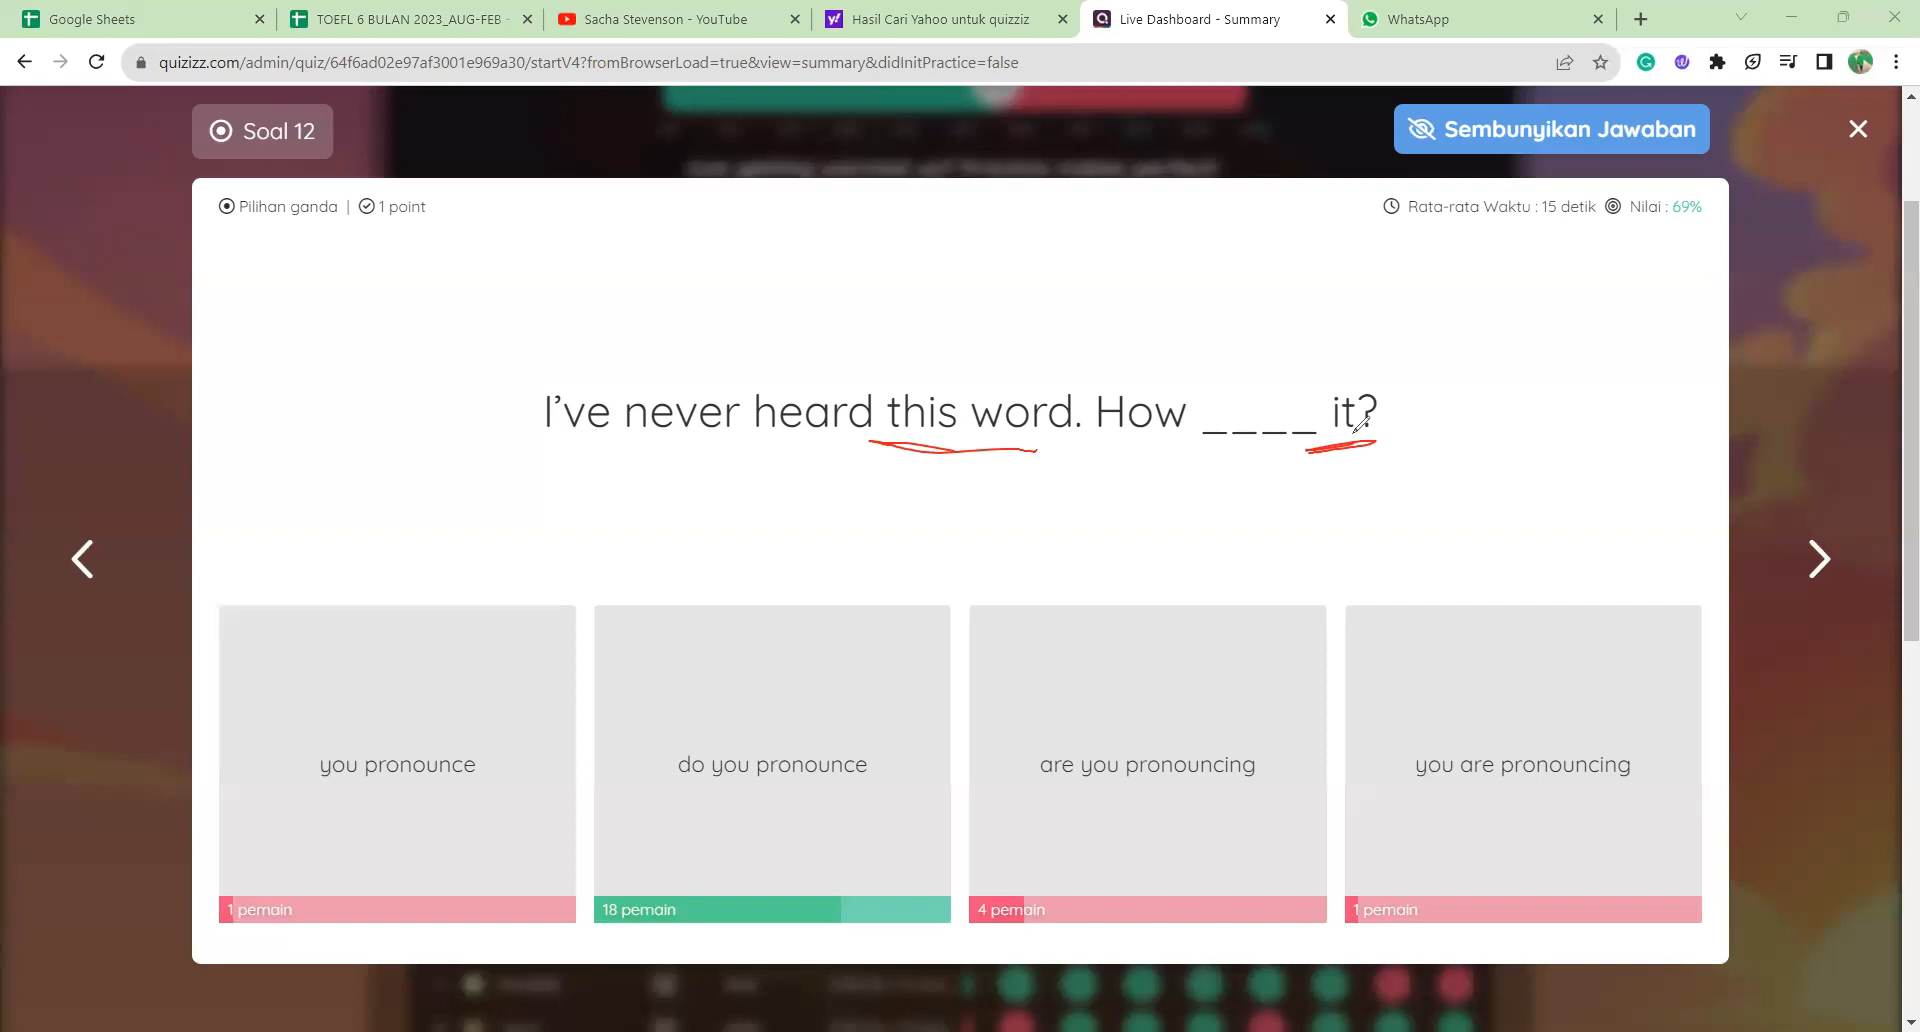 Google Sheets
TOEFL 6 BULAN 2023_AUG-FEB -
Sacha Stevenson - YouTube
Hasil Cari Yahoo untuk quizziz
Live Dashboard - Summary
WhatsApp
quizizz.com/admin/quiz/64f6ad02e97af3001e969a30/startV4?fromBrowserLoad=true&view=summary&didInitPractice=false
Soal 12
Sembunyikan Jawaban
Pilihan ganda | 1 point
Rata-rata Waktu : 15 detik Nilai : 69%
I've never heard this word. How ____ it?
you pronounce
do you pronounce
are you pronouncing
you are pronouncing
1 pemain
18 pemain
4 pemain
1 pemain